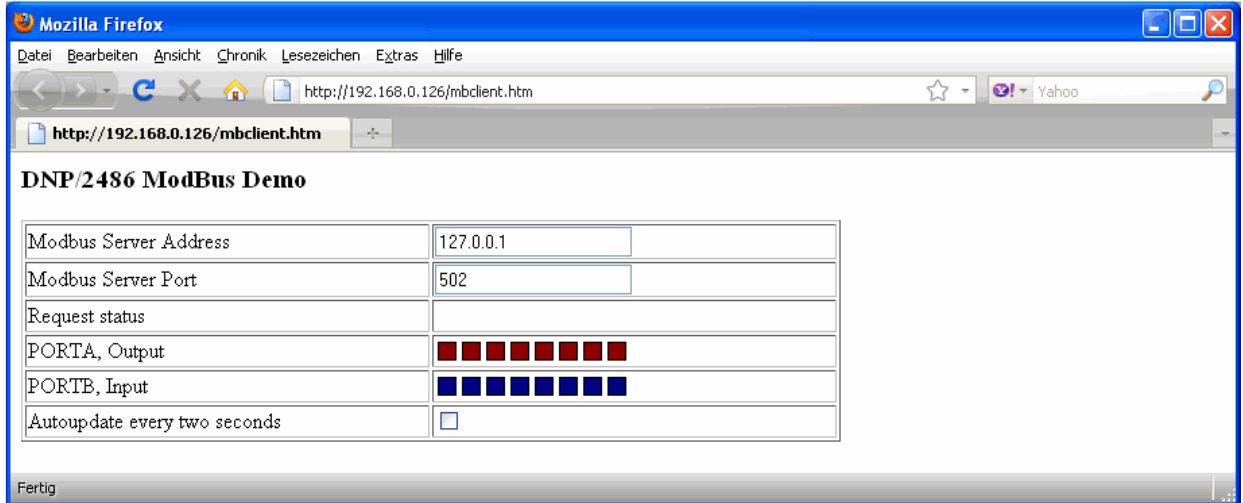 Mozilla Firefox
Datei Bearbeiten Ansicht Chronik Lesezeichen Extras Hilfe
http://192.168.0.126/mbclient.htm Yahoo
http://192.168.0.126/mbclient.htm
DNP/2486 ModBus Demo
Modbus Server Address 127.0.0.1
Modbus Server Port 502
Request status
PORTA, Output
PORTB, Input
Autoupdate every two seconds
Fertig